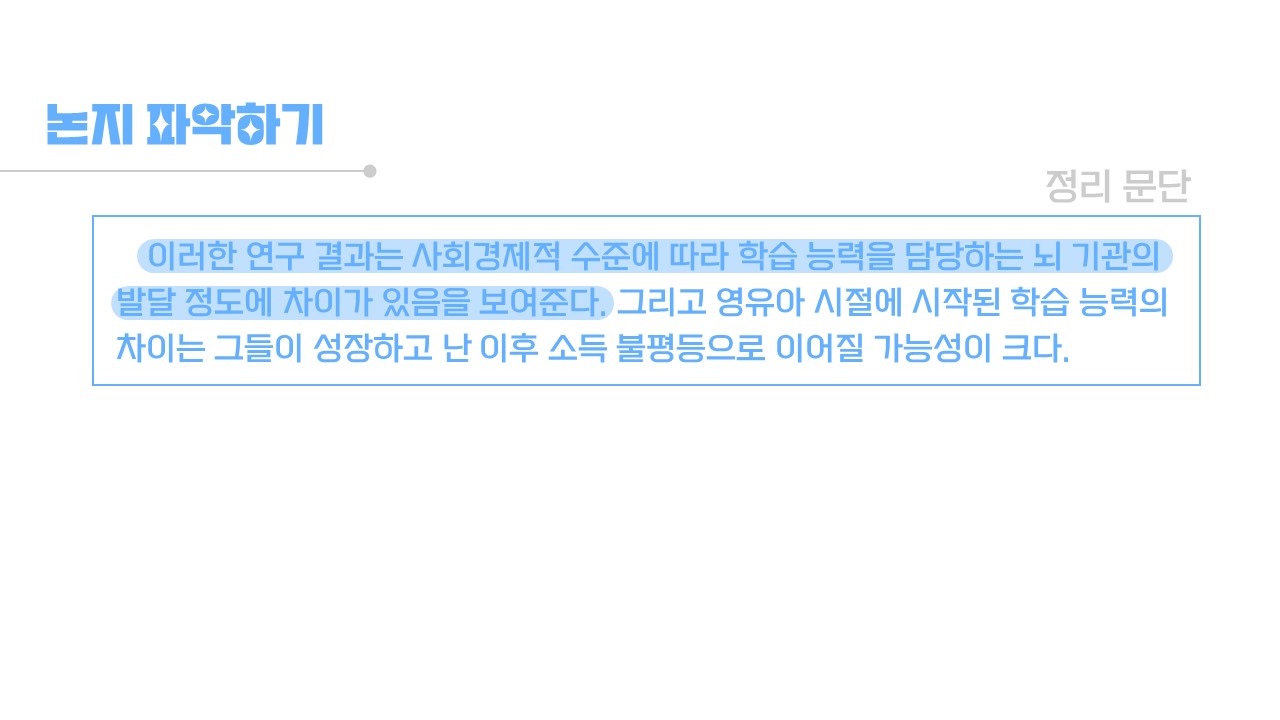 논지 파악하기
정리 문단
이러한 연구 결과는 사회경제적 수준에 따라 학습 능력을 담당하는 뇌 기관의
발달 정도에 차이가 있음을 보여준다. 그리고 영유아 시절에 시작된 학습 능력의
차이는 그들이 성장하고 난 이후 소득 불평등으로 이어질 가능성이 크다.